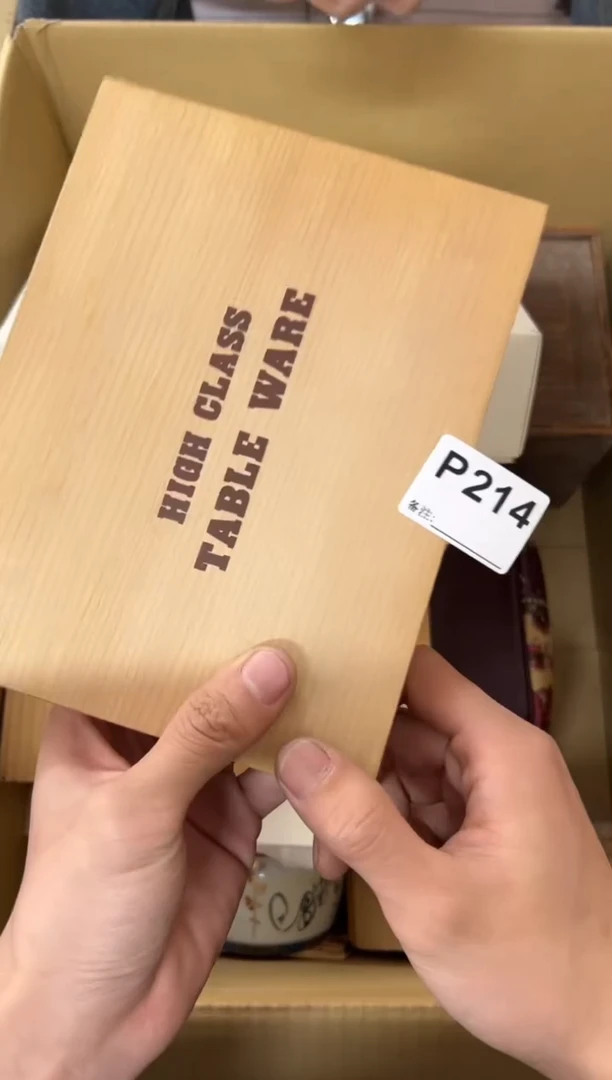 HIGH CLASS
TABLE WARE
P214
备注: